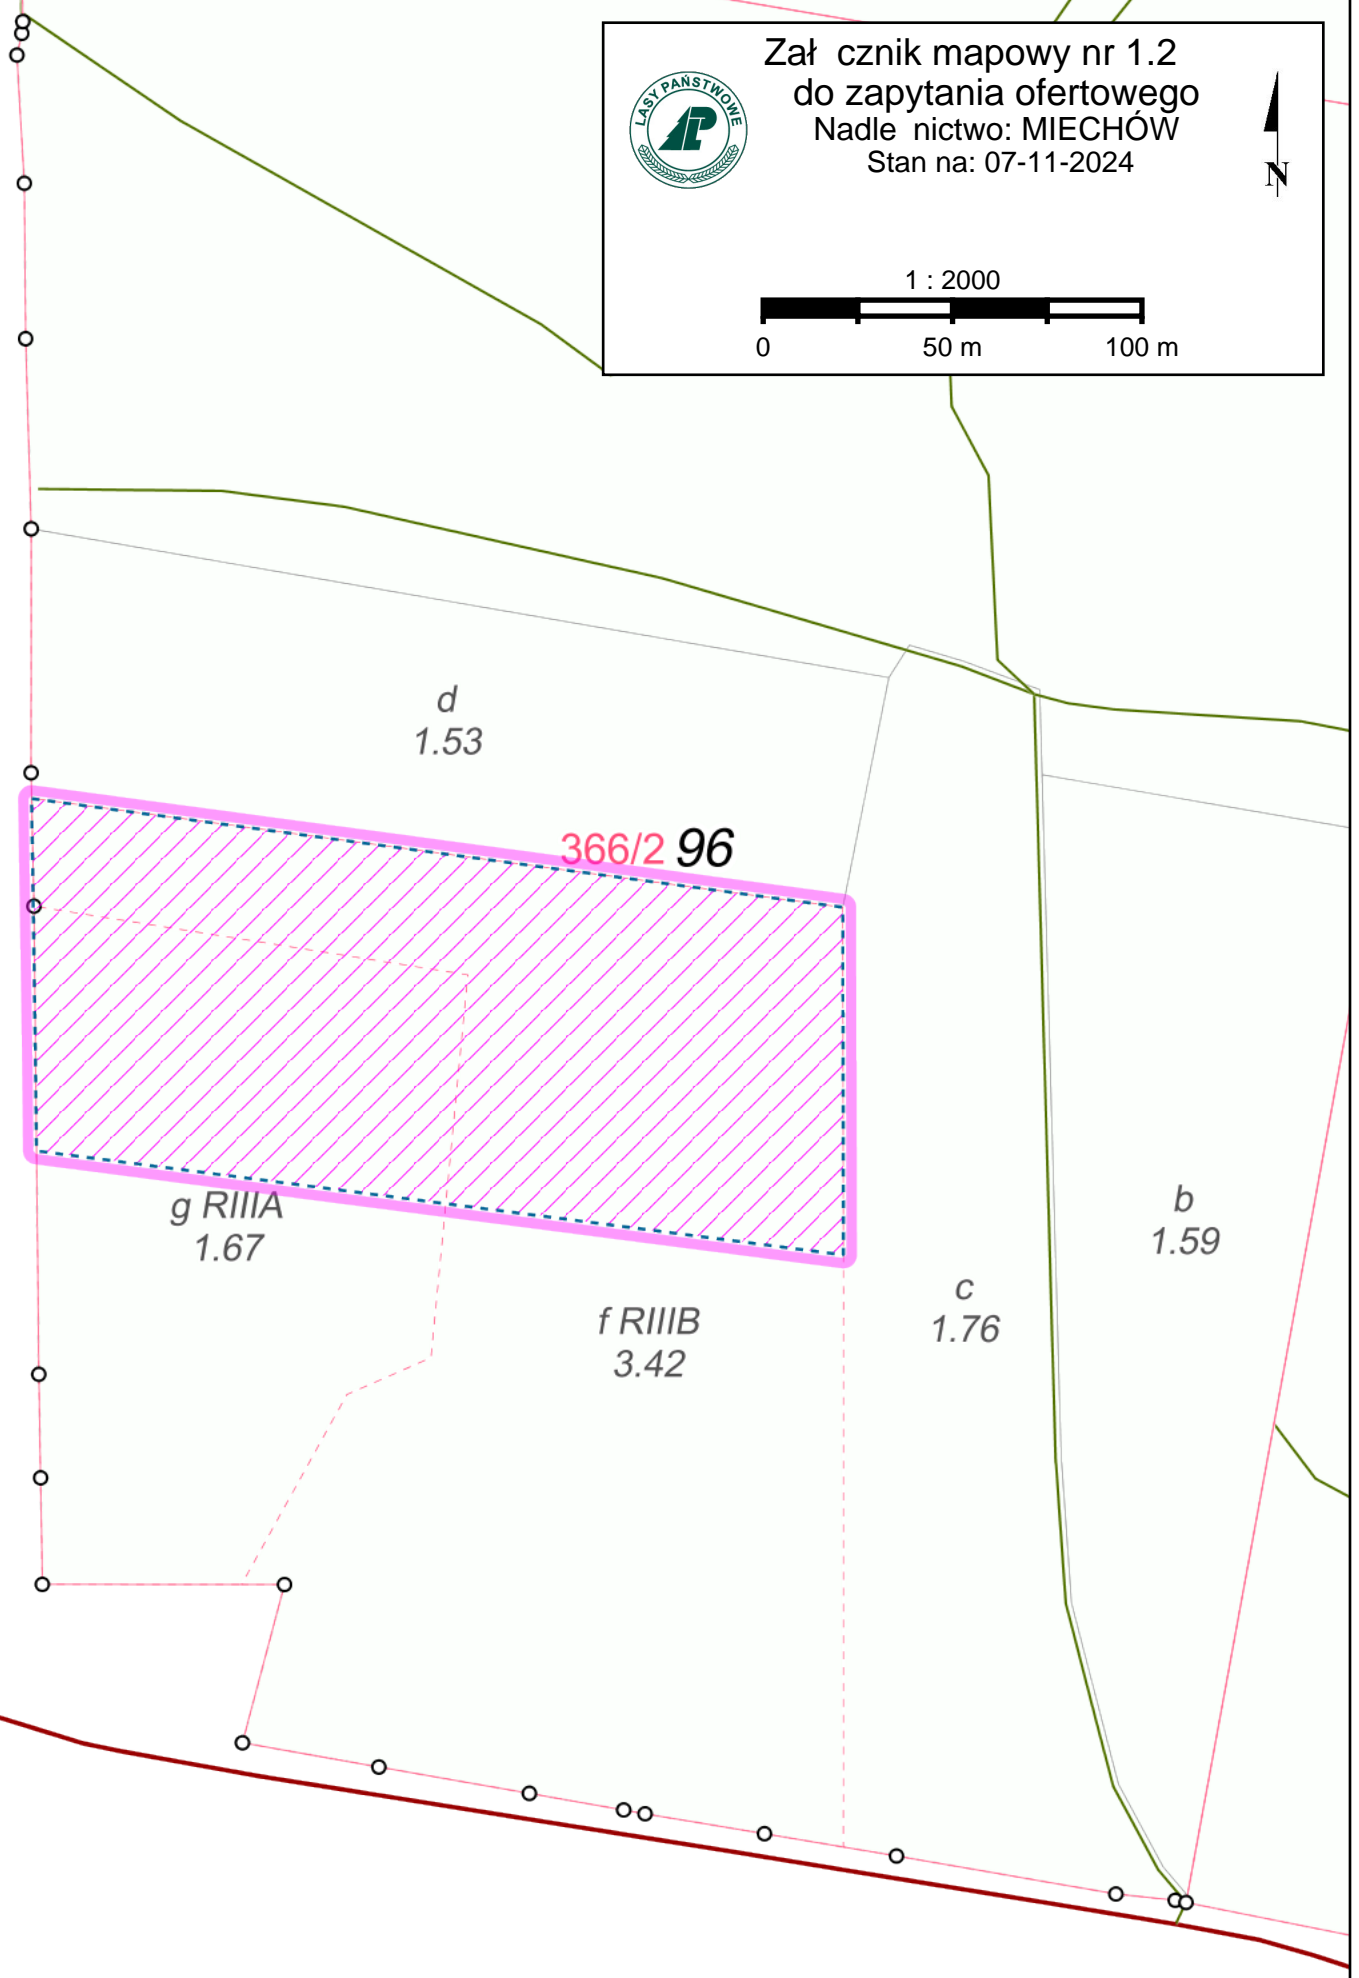 Zał cznik mapowy nr 1.2
do zapytania ofertowego
Nadle nictwo: MIECHÓW
Stan na: 07-11-2024
LASY PAŃSTWOWE
LP
N
1 : 2000
0 50 m 100 m
d
1.53
366/2 96
g RIIIA
1.67
b
1.59
c
1.76
f RIIIB
3.42